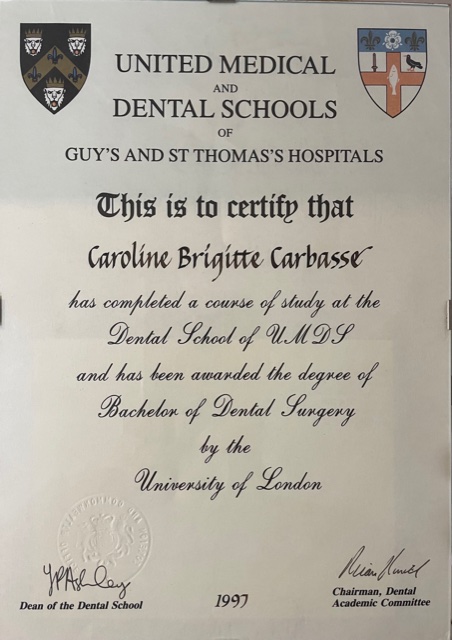 UNITED MEDICAL
AND
DENTAL SCHOOLS
OF
GUY'S AND ST THOMAS'S HOSPITALS
This is to certify that
Caroline Brigitte Carbasse
has completed a course of study at the
Dental School of UMDS
and has been awarded the degree of
Bachelor of Dental Surgery
by the
University of London
Dean of the Dental School
1997
Chairman, Dental
Academic Committee